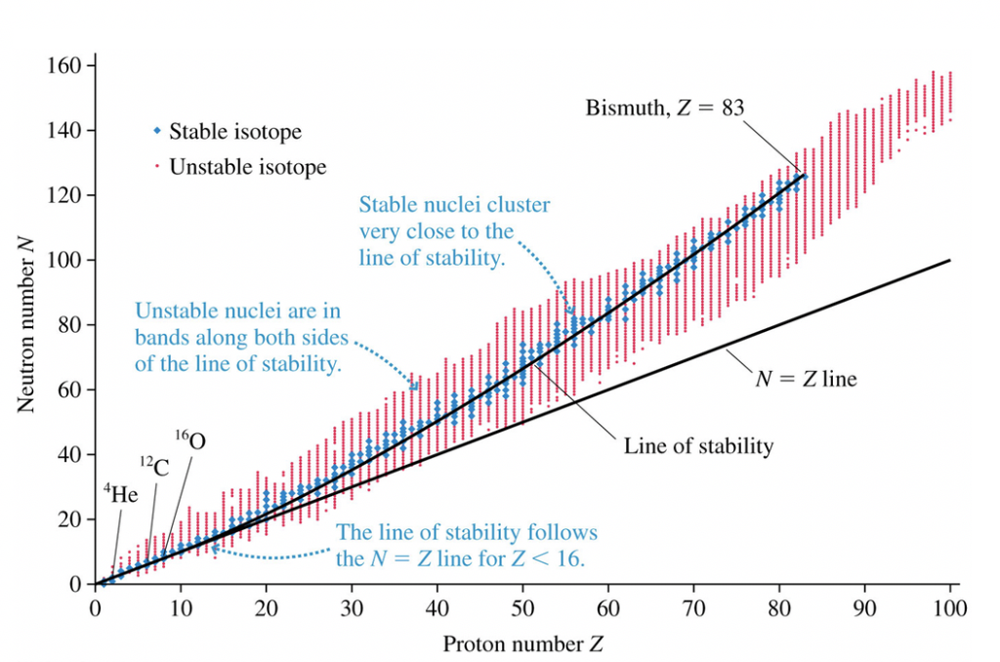 160
140
120
100
80
60
40
20
0
Neutron number N
Stable isotope
Unstable isotope
Bismuth, Z = 83
Stable nuclei cluster
very close to the
line of stability.
Unstable nuclei are in
bands along both sides
of the line of stability.
N = Z line
Line of stability
¹⁶O
¹²C
⁴He
The line of stability follows
the N = Z line for Z < 16.
0 10 20 30 40 50 60 70 80 90 100
Proton number Z